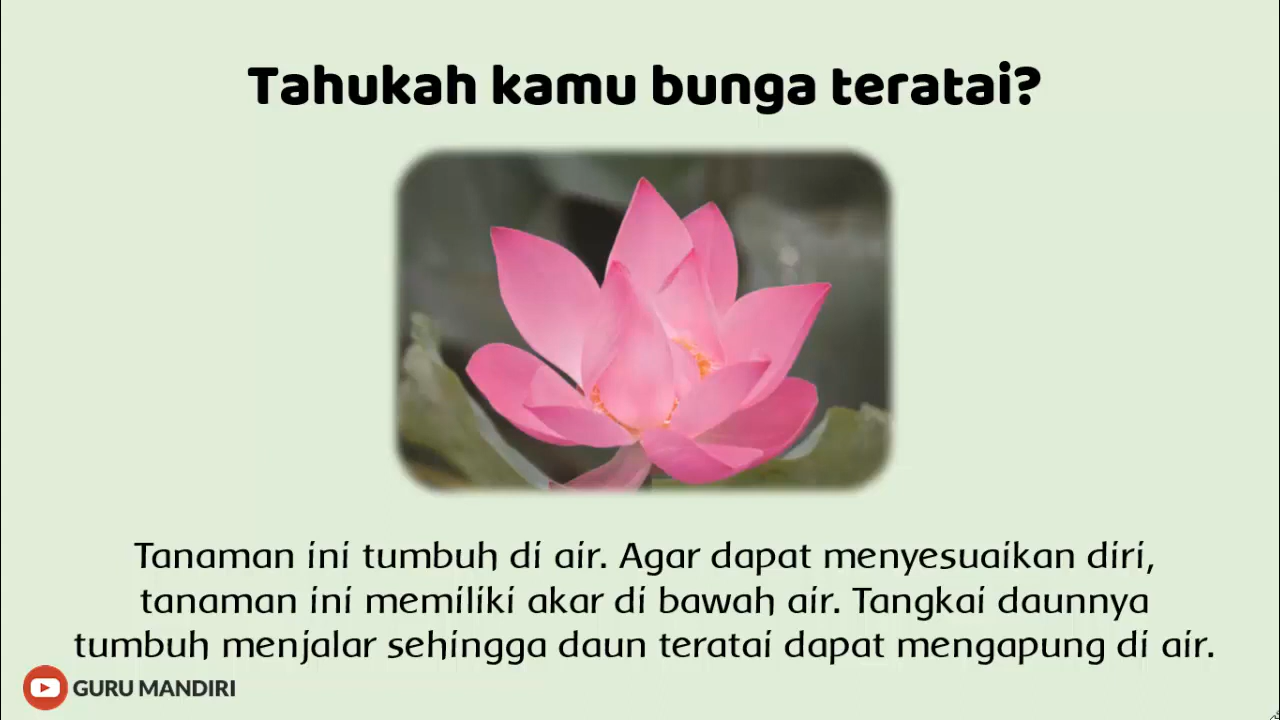 Tahukah kamu bunga teratai?
Tanaman ini tumbuh di air. Agar dapat menyesuaikan diri,
tanaman ini memiliki akar di bawah air. Tangkai daunnya
tumbuh menjalar sehingga daun teratai dapat mengapung di air.
GURU MANDIRI